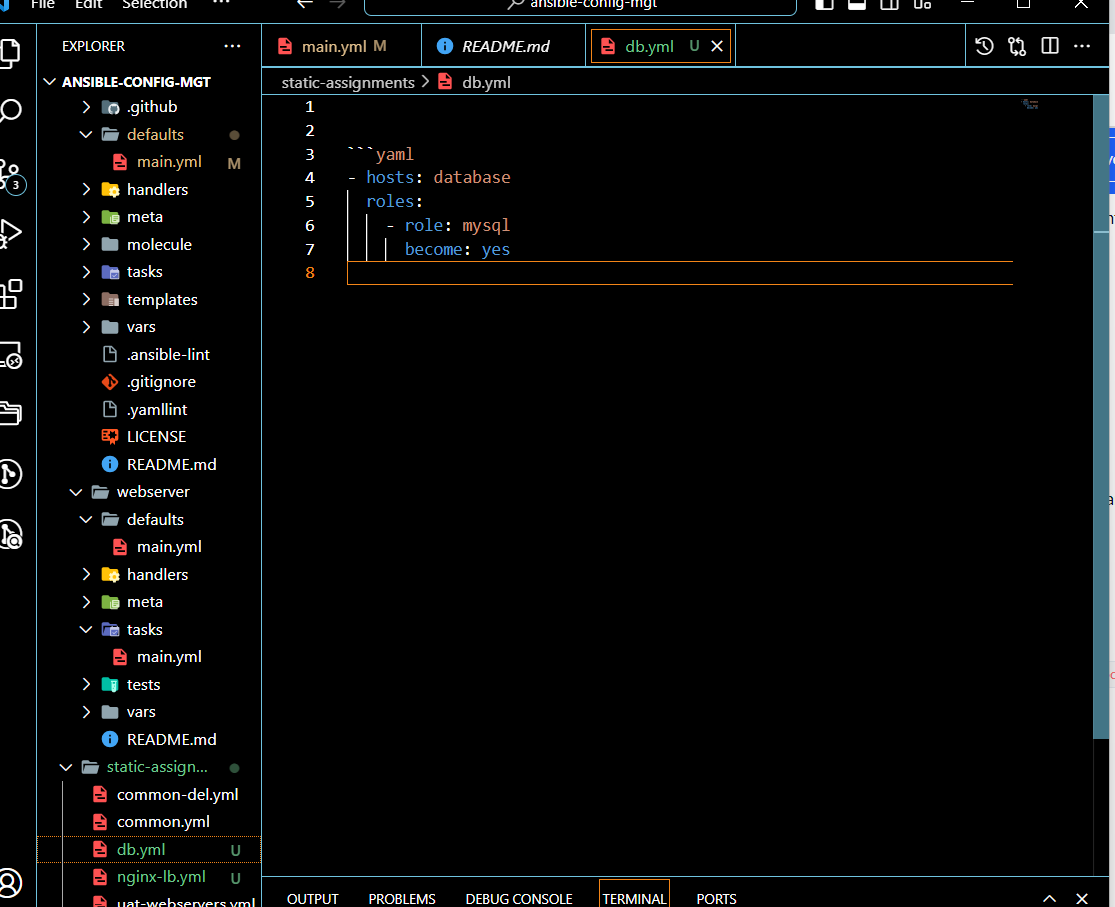 File Edit Selection ··· ansible-config-mgt
EXPLORER ···
ANSIBLE-CONFIG-MGT
.github
defaults
main.yml M
handlers
meta
molecule
tasks
templates
vars
.ansible-lint
.gitignore
.yamllint
LICENSE
README.md
webserver
defaults
main.yml
handlers
meta
tasks
main.yml
tests
vars
README.md
static-assign...
common-del.yml
common.yml
db.yml U
nginx-lb.yml U
uat-webservers.yml
3
main.yml M README.md db.yml U
static-assignments > db.yml
1
2
3 ```yaml
4 - hosts: database
5 roles:
6 - role: mysql
7 become: yes
8
OUTPUT PROBLEMS DEBUG CONSOLE TERMINAL PORTS